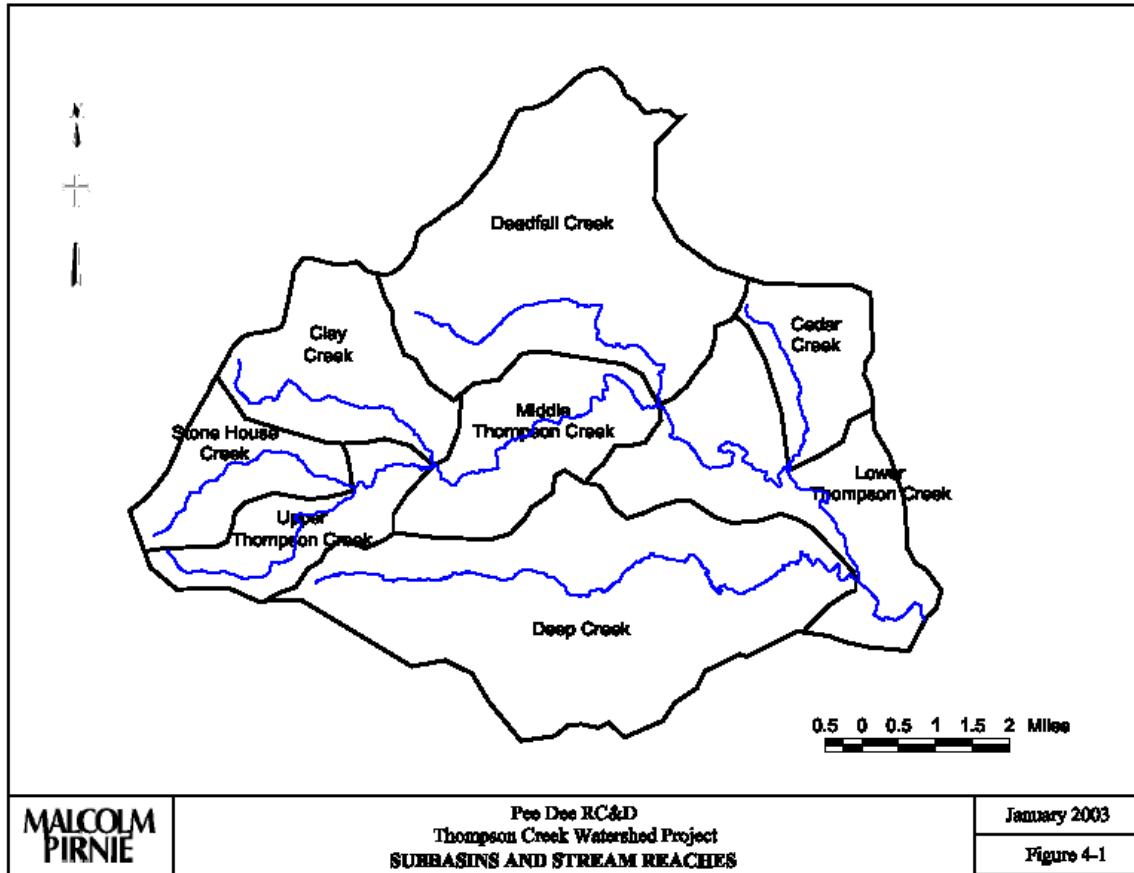 Deadfall Creek
Clay
Creek
Cedar
Creek
Middle
Thompson Creek
Stone House
Creek
Lower
Thompson Creek
Upper
Thompson Creek
Deep Creek
0.5 0 0.5 1 1.5 2 Miles
MALCOLM
PIRNIE
Pee Dee RC&D
Thompson Creek Watershed Project
SUBBASINS AND STREAM REACHES
January 2003
Figure 4-1